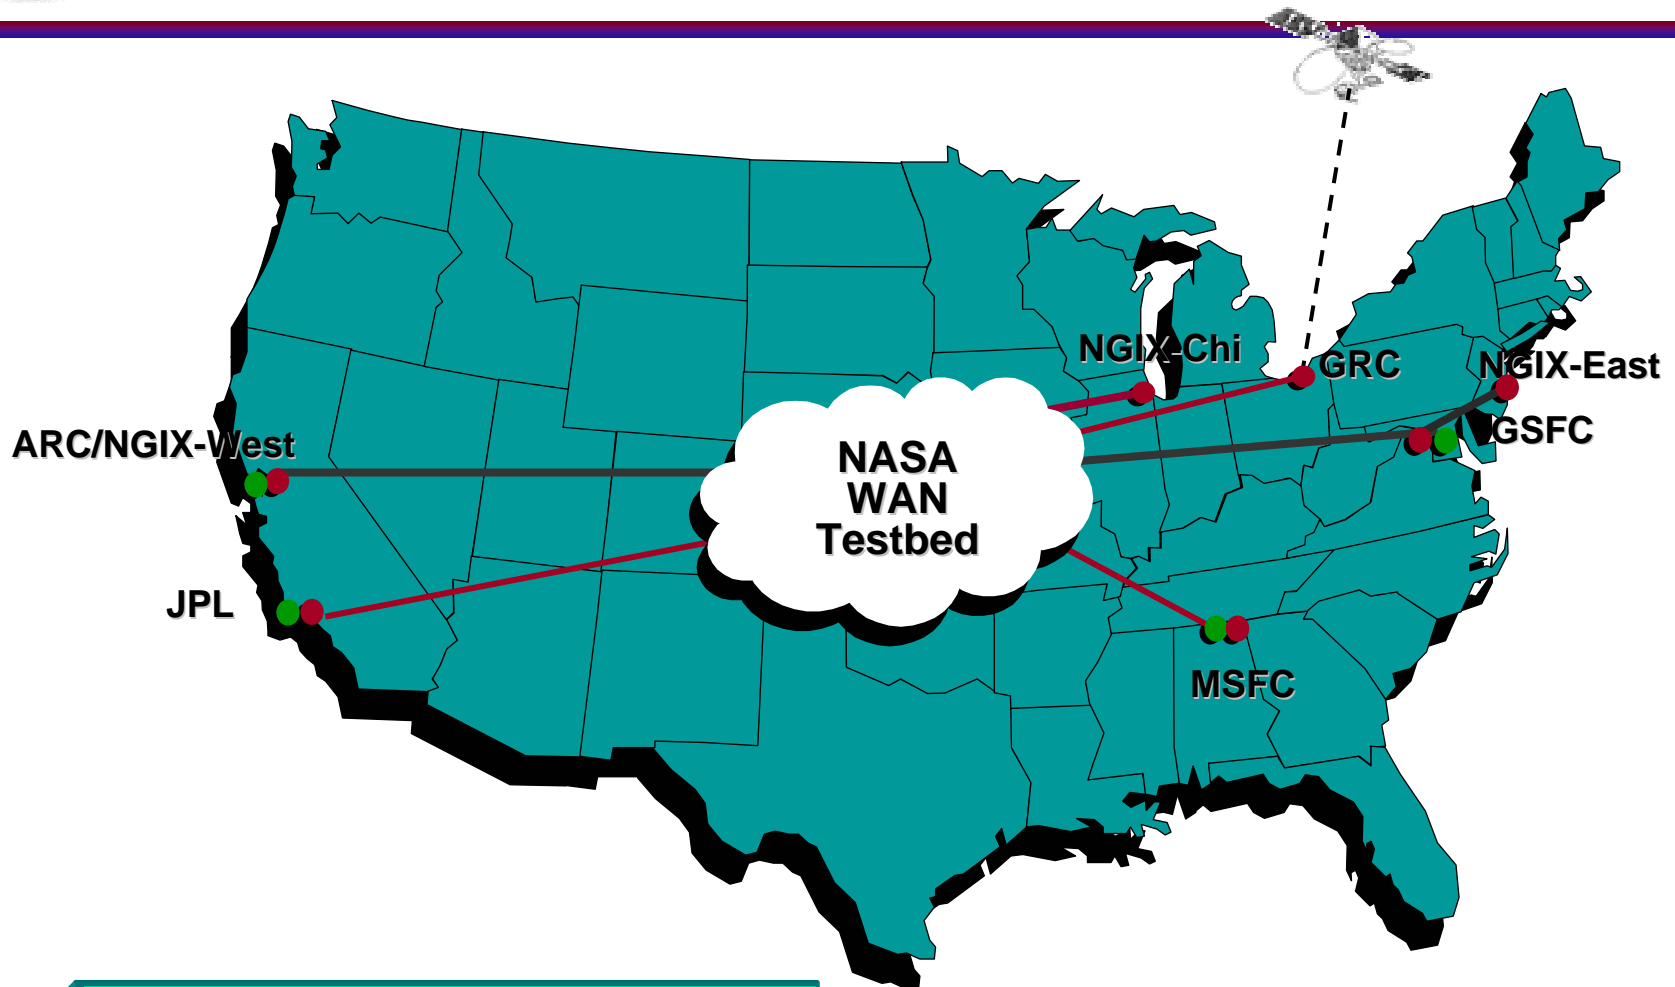 NGIX-Chi
GRC
NGIX-East
ARC/NGIX-West
GSFC
NASA
WAN
Testbed
JPL
MSFC